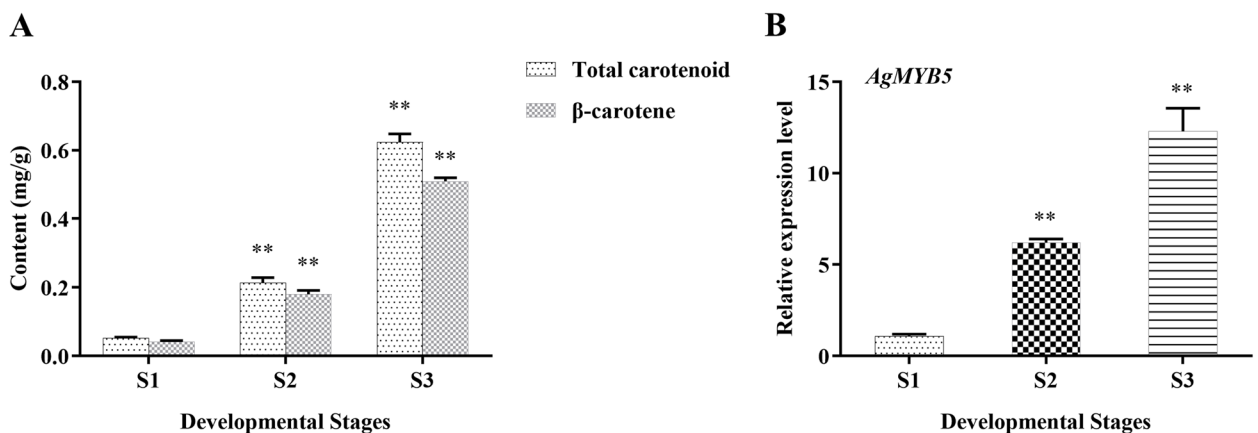 A
0.8
0.6
0.4
0.2
0.0
Content (mg/g)
**
**
**
**
S1
S2
S3
Developmental Stages
Total carotenoid
β-carotene
B
AgMYB5
15
10
5
0
Relative expression level
**
**
S1
S2
S3
Developmental Stages